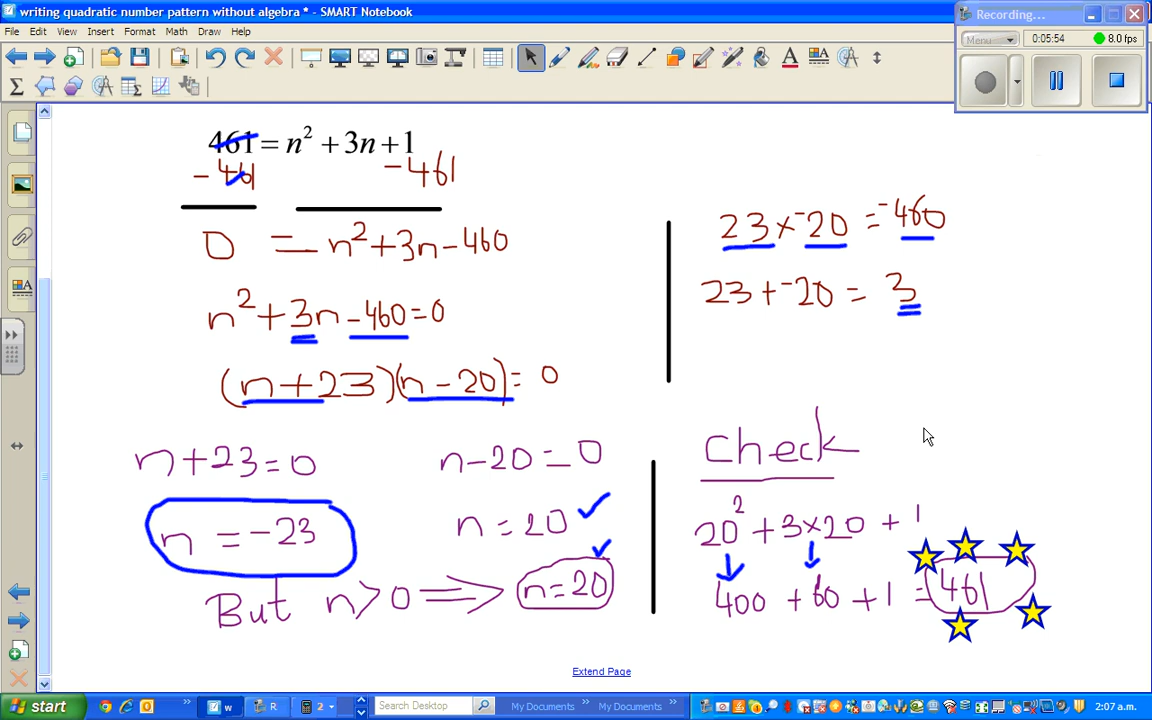 writing quadratic number pattern without algebra * - SMART Notebook
Recording...
Menu
0:05:54
8.0 fps
File Edit View Insert Format Math Draw Help
461 = n² + 3n + 1
- 461 - 461
0 = n² + 3n - 460
n² + 3n - 460 = 0
(n + 23)(n - 20) = 0
n + 23 = 0
n = -23
n - 20 = 0
n = 20 ✓
But n > 0 ⟹ n = 20 ✓
23 × ⁻20 = ⁻460
23 + ⁻20 = 3
Check
20² + 3×20 + 1
400 + 60 + 1 = 461
Extend Page
start
w
R
2
Search Desktop
My Documents
My Documents
2:07 a.m.